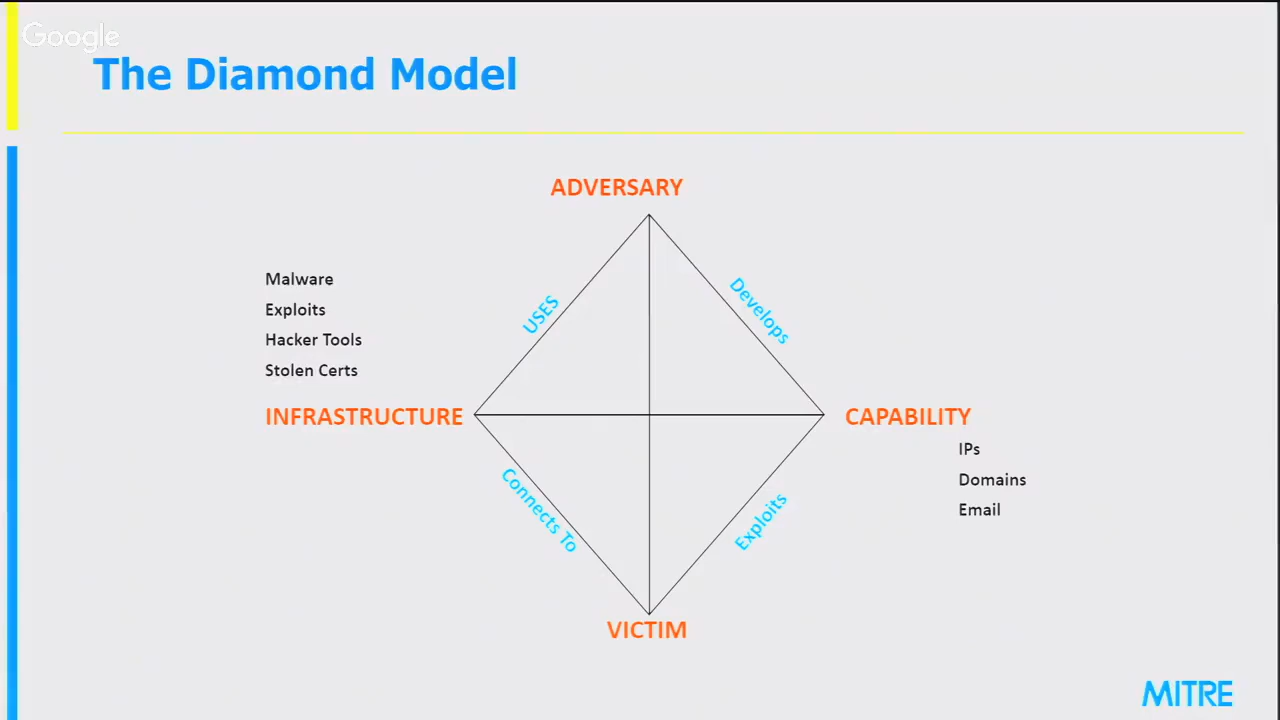 Google
The Diamond Model
ADVERSARY
Malware
Exploits
Hacker Tools
Stolen Certs
USES
Develops
INFRASTRUCTURE
CAPABILITY
IPs
Domains
Email
Connects To
Exploits
VICTIM
MITRE